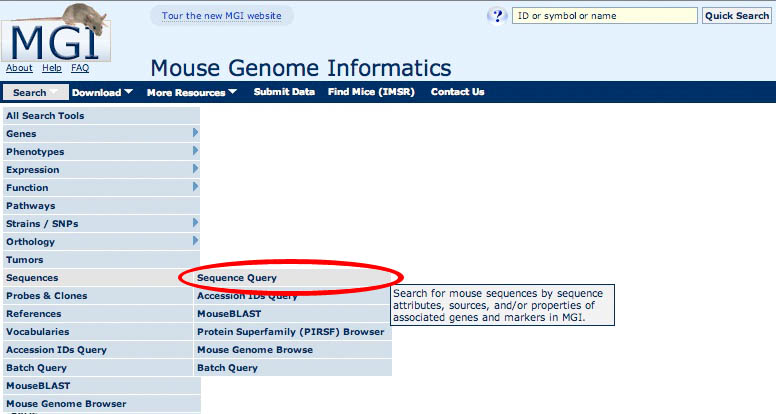 Tour the new MGI website
? ID or symbol or name Quick Search
MGI
About Help FAQ
Mouse Genome Informatics
Search Download More Resources Submit Data Find Mice (IMSR) Contact Us
All Search Tools
Genes
Phenotypes
Expression
Function
Pathways
Strains / SNPs
Orthology
Tumors
Sequences
Probes & Clones
References
Vocabularies
Accession IDs Query
Batch Query
MouseBLAST
Mouse Genome Browser
Sequence Query
Accession IDs Query
MouseBLAST
Protein Superfamily (PIRSF) Browser
Mouse Genome Browse
Batch Query
Search for mouse sequences by sequence
attributes, sources, and/or properties of
associated genes and markers in MGI.